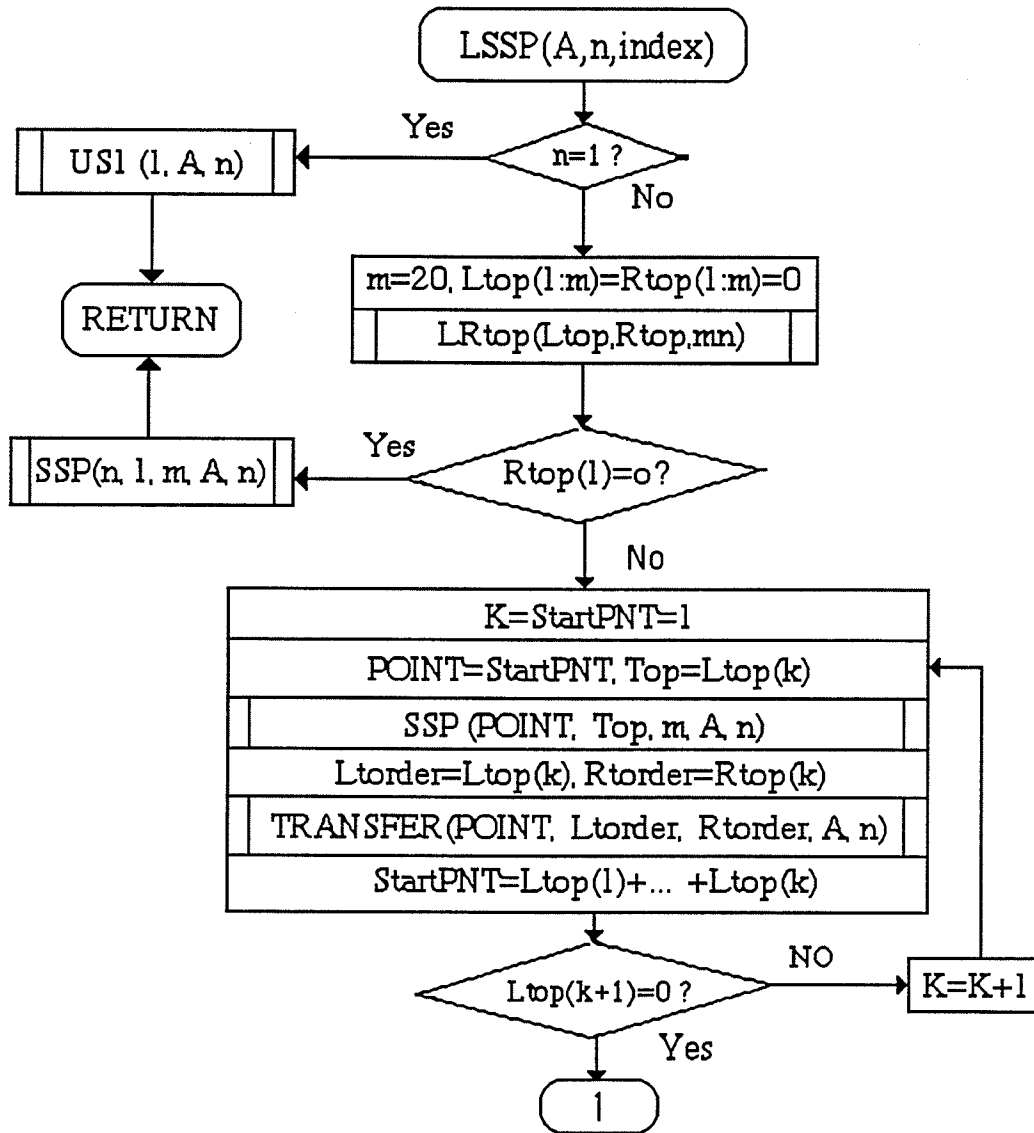 LSSP(A,n,index)
Yes
n=1 ?
US1 (1, A, n)
No
m=20, Ltop(1:m)=Rtop(1:m)=0
RETURN
LRtop(Ltop,Rtop,mn)
Yes
SSP(n, 1, m, A, n)
Rtop(1)=o?
No
K=StartPNT=1
POINT=StartPNT, Top=Ltop(k)
SSP (POINT, Top, m, A, n)
Ltorder=Ltop(k), Rtorder=Rtop(k)
TRANSFER(POINT, Ltorder, Rtorder, A, n)
StartPNT=Ltop(1)+... +Ltop(k)
NO
Ltop(k+1)=0 ?
K=K+1
Yes
1